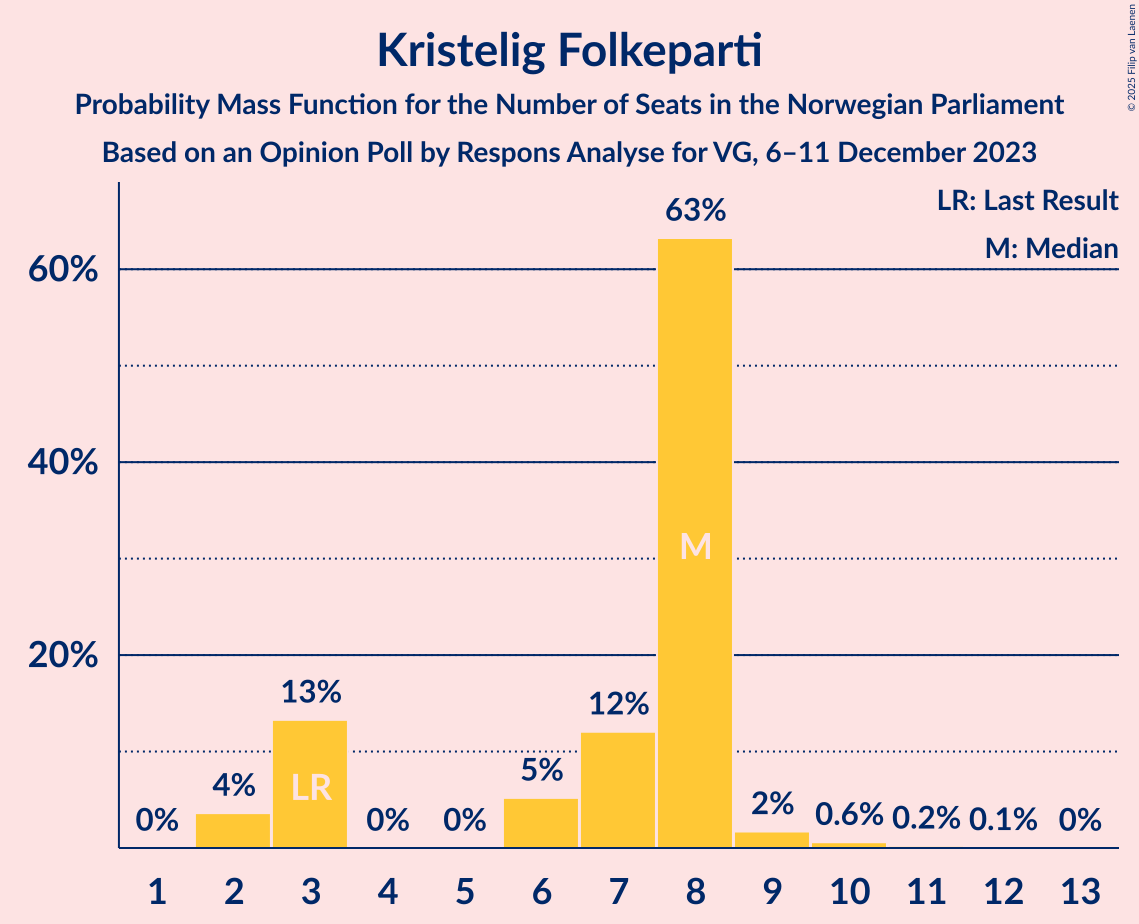 Kristelig Folkeparti
Probability Mass Function for the Number of Seats in the Norwegian Parliament
Based on an Opinion Poll by Respons Analyse for VG, 6–11 December 2023
© 2025 Filip van Laenen
LR: Last Result
M: Median
60%
40%
20%
0% 4% 13% 0% 0% 5% 12% 63% 2% 0.6% 0.2% 0.1% 0%
LR
M
1 2 3 4 5 6 7 8 9 10 11 12 13